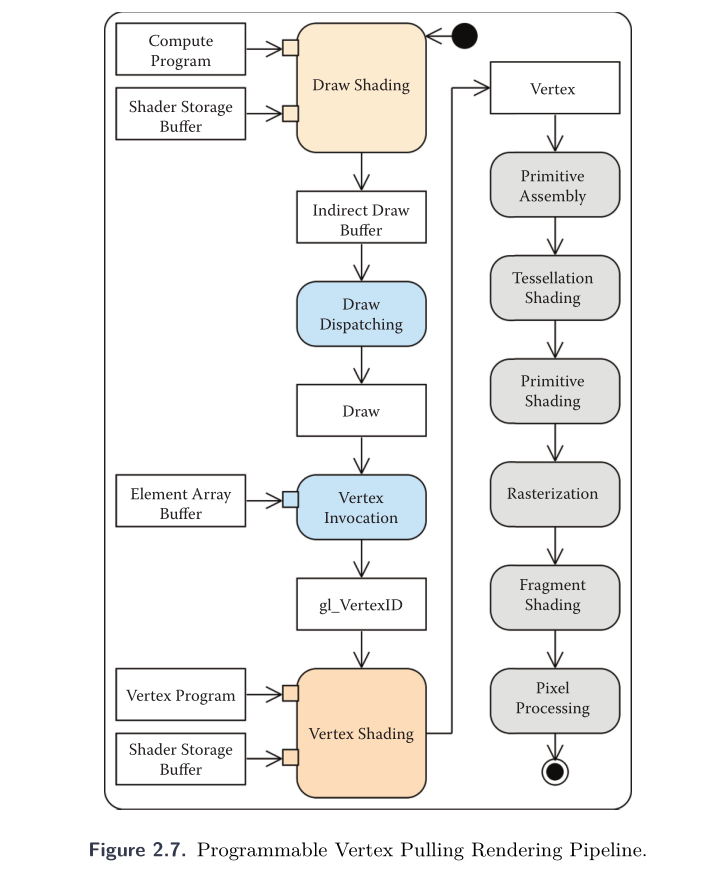 Compute
Program
Draw Shading
Shader Storage
Buffer
Indirect Draw
Buffer
Draw
Dispatching
Draw
Element Array
Buffer
Vertex
Invocation
gl_VertexID
Vertex Program
Vertex Shading
Shader Storage
Buffer
Vertex
Primitive
Assembly
Tessellation
Shading
Primitive
Shading
Rasterization
Fragment
Shading
Pixel
Processing
Figure 2.7. Programmable Vertex Pulling Rendering Pipeline.